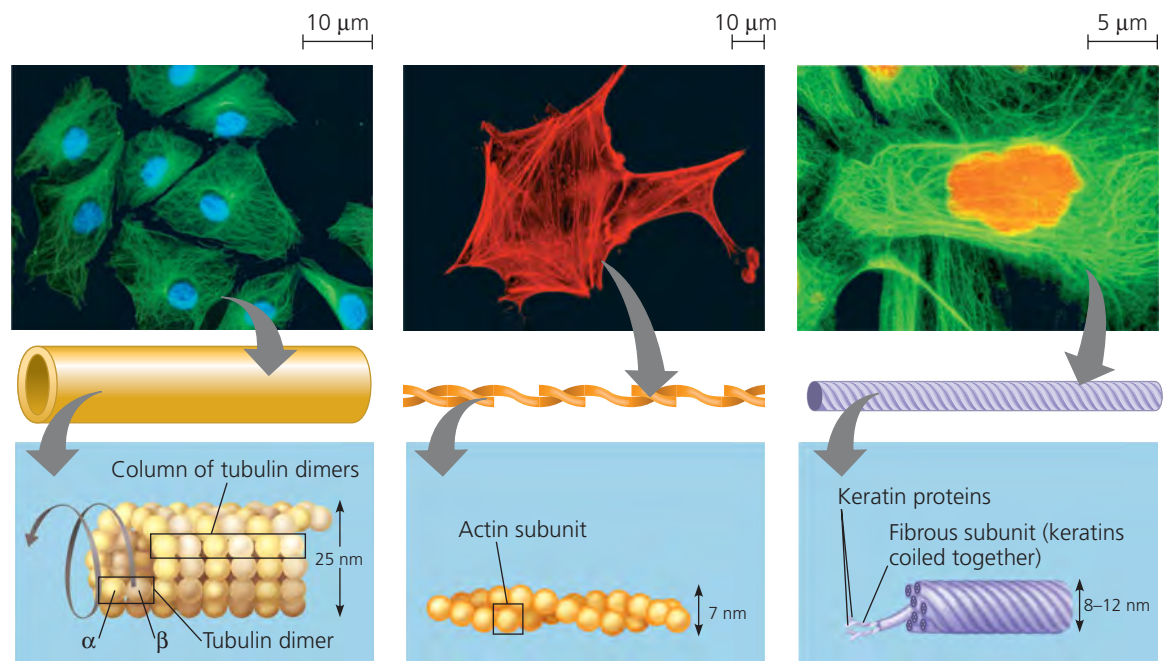 10 μm
10 μm
5 μm
Column of tubulin dimers
25 nm
α
β
Tubulin dimer
Actin subunit
7 nm
Keratin proteins
Fibrous subunit (keratins
coiled together)
8–12 nm